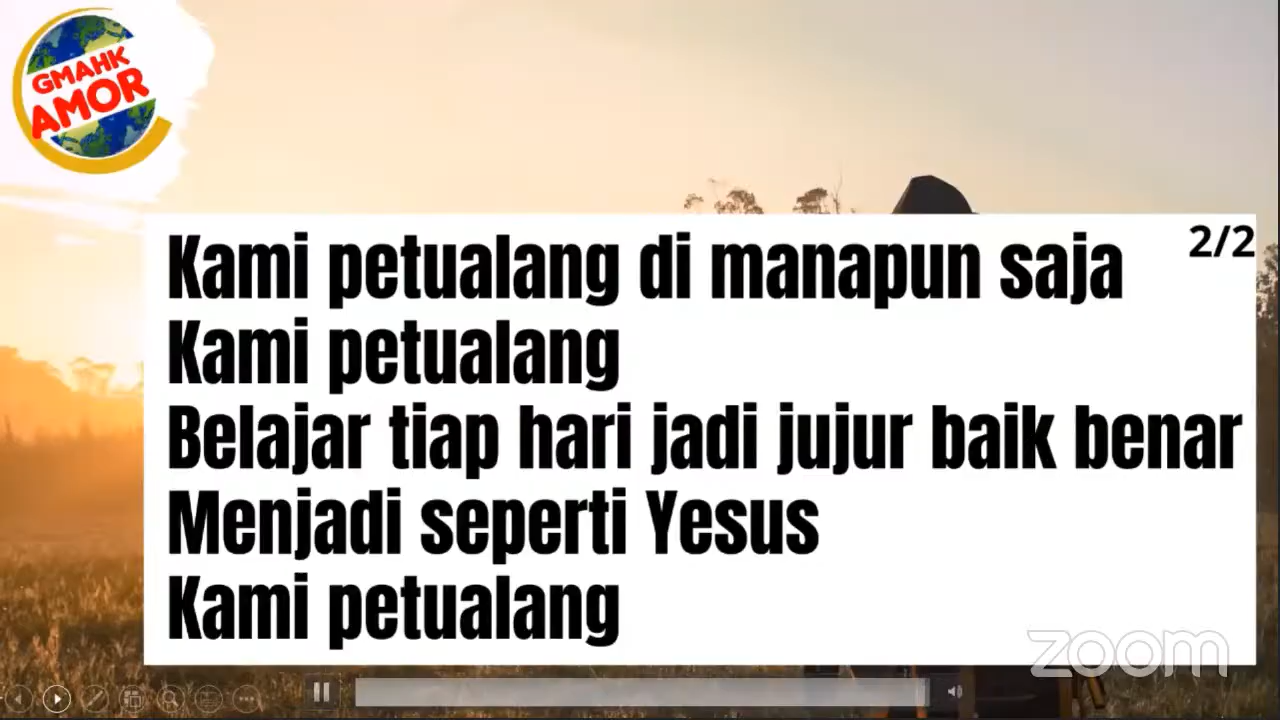 GMAHK
AMOR
2/2
Kami petualang di manapun saja
Kami petualang
Belajar tiap hari jadi jujur baik benar
Menjadi seperti Yesus
Kami petualang
zoom